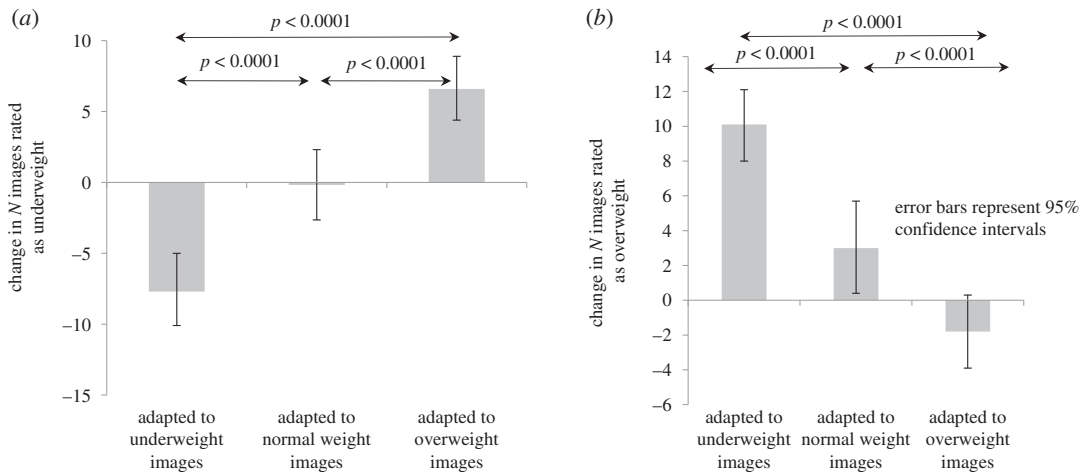 (a)
p < 0.0001
p < 0.0001
p < 0.0001
change in N images rated
as underweight
10
5
0
–5
–10
–15
adapted to
underweight
images
adapted to
normal weight
images
adapted to
overweight
images
(b)
p < 0.0001
p < 0.0001
p < 0.0001
change in N images rated
as overweight
14
12
10
8
6
4
2
0
–2
–4
–6
error bars represent 95%
confidence intervals
adapted to
underweight
images
adapted to
normal weight
images
adapted to
overweight
images